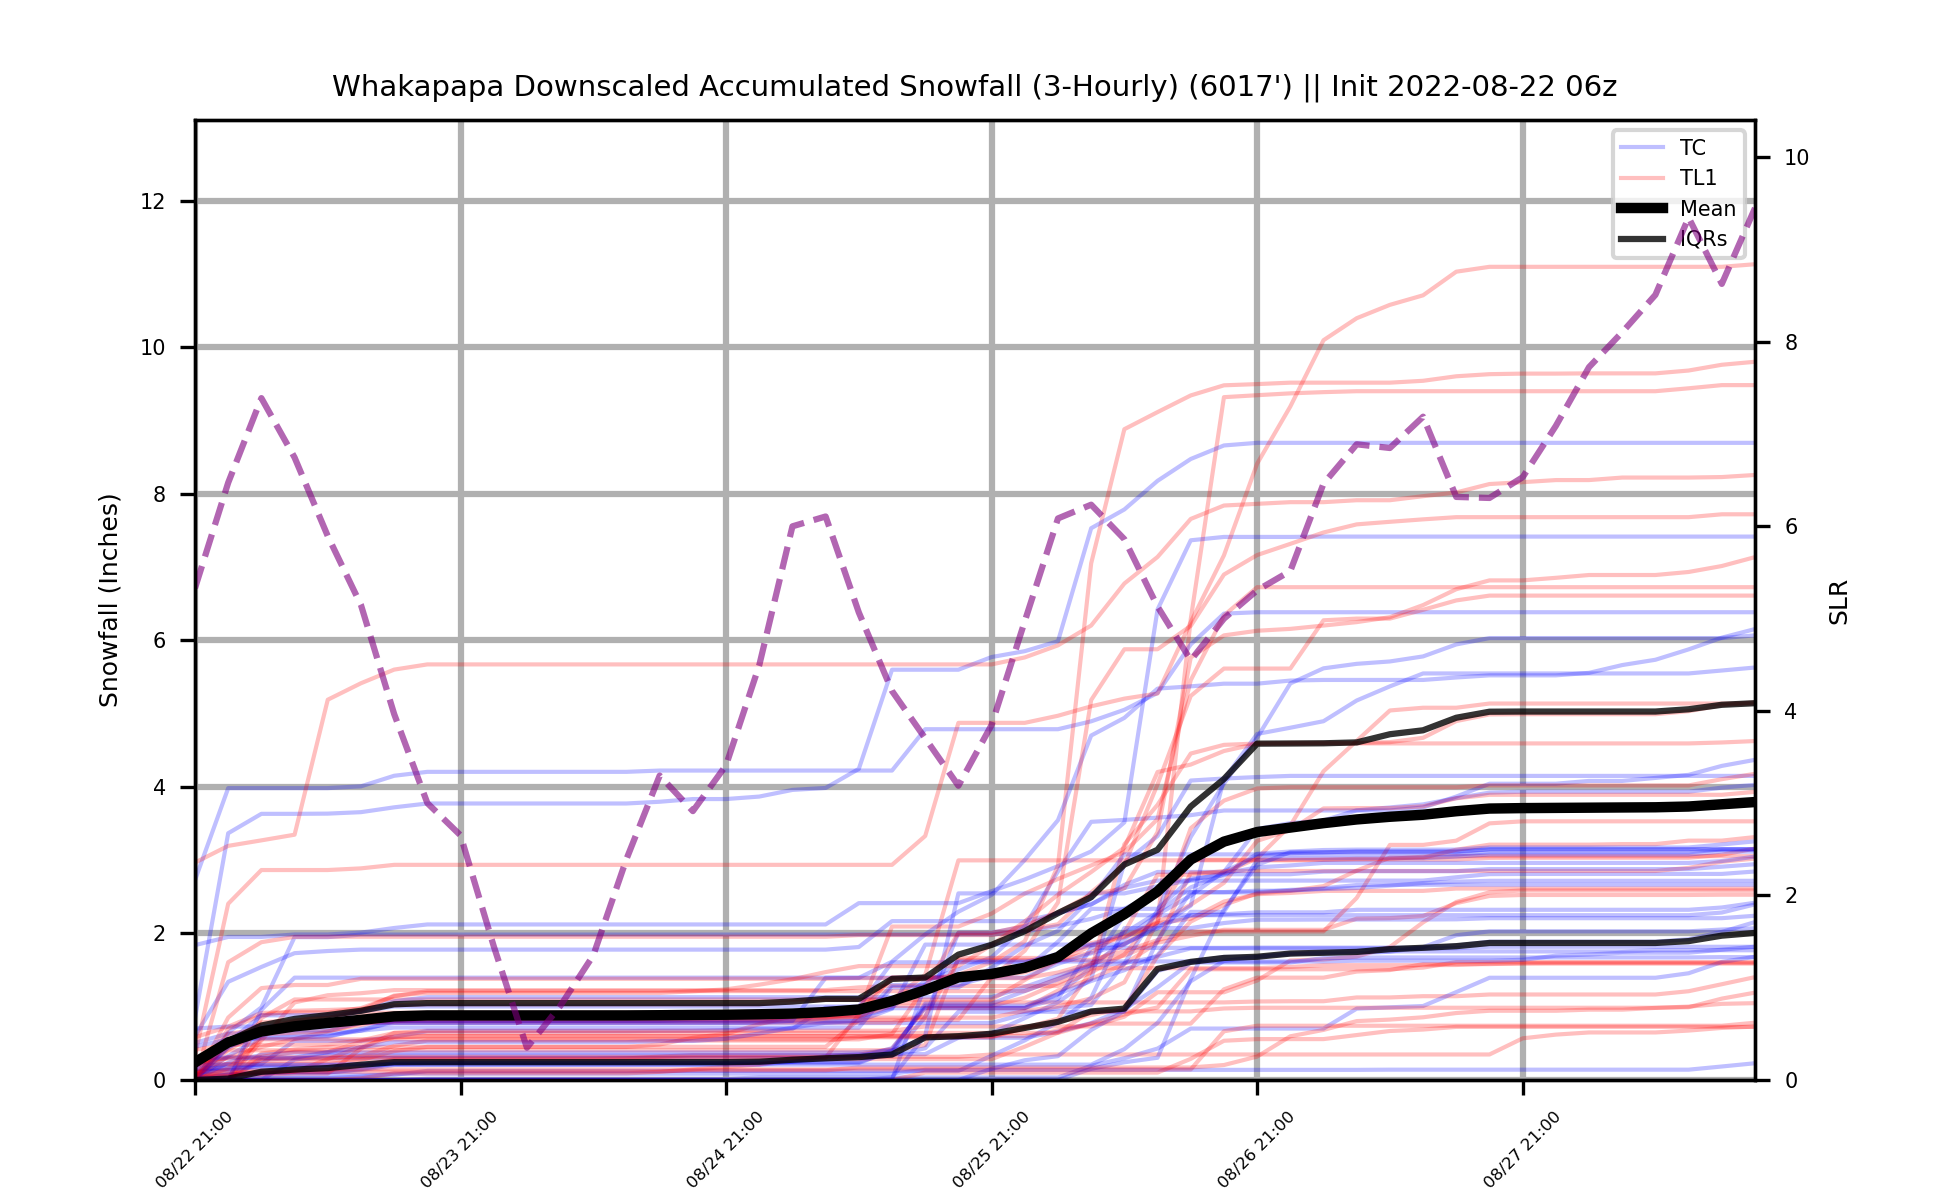 Whakapapa Downscaled Accumulated Snowfall (3-Hourly) (6017') || Init 2022-08-22 06z
TC
TL1
Mean
IQRs
Snowfall (Inches)
12
10
8
6
4
2
0
SLR
10
8
6
4
2
0
08/22 21:00
08/23 21:00
08/24 21:00
08/25 21:00
08/26 21:00
08/27 21:00